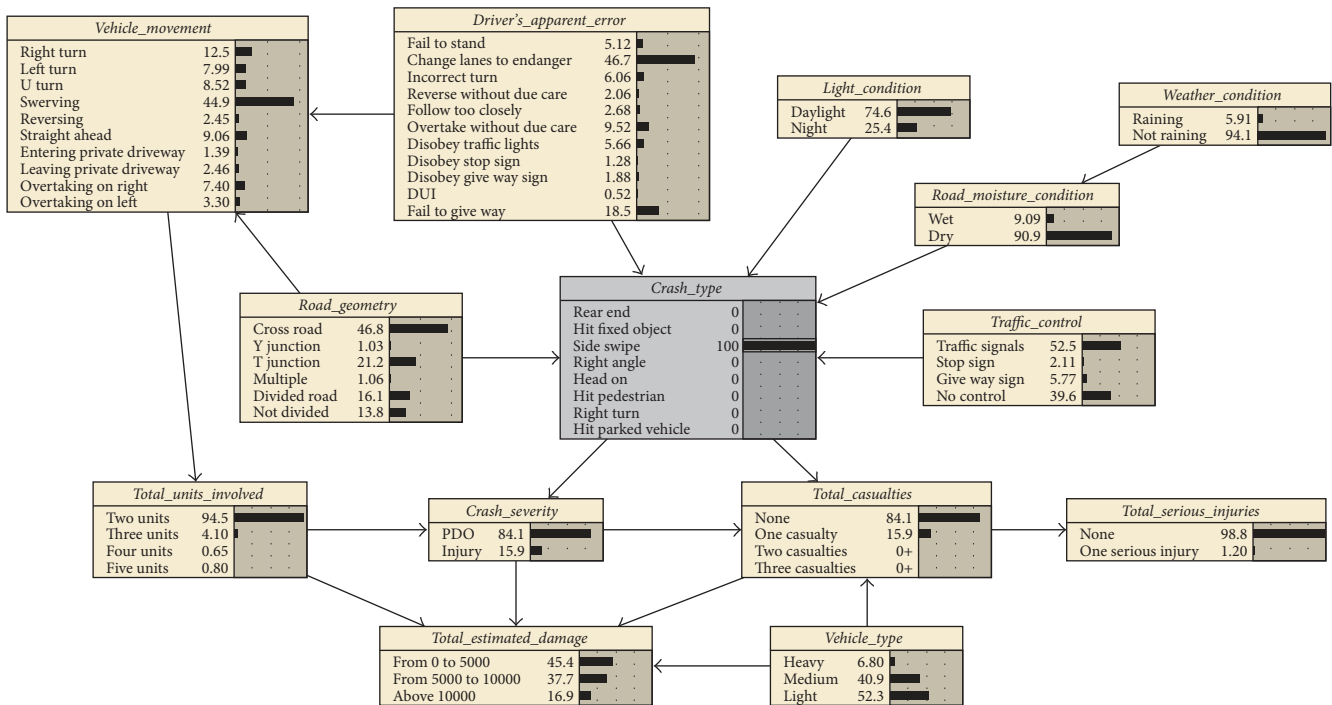 Vehicle_movement
Right turn 12.5
Left turn 7.99
U turn 8.52
Swerving 44.9
Reversing 2.45
Straight ahead 9.06
Entering private driveway 1.39
Leaving private driveway 2.46
Overtaking on right 7.40
Overtaking on left 3.30
Driver's_apparent_error
Fail to stand 5.12
Change lanes to endanger 46.7
Incorrect turn 6.06
Reverse without due care 2.06
Follow too closely 2.68
Overtake without due care 9.52
Disobey traffic lights 5.66
Disobey stop sign 1.28
Disobey give way sign 1.88
DUI 0.52
Fail to give way 18.5
Light_condition
Daylight 74.6
Night 25.4
Weather_condition
Raining 5.91
Not raining 94.1
Road_moisture_condition
Wet 9.09
Dry 90.9
Road_geometry
Cross road 46.8
Y junction 1.03
T junction 21.2
Multiple 1.06
Divided road 16.1
Not divided 13.8
Crash_type
Rear end 0
Hit fixed object 0
Side swipe 100
Right angle 0
Head on 0
Hit pedestrian 0
Right turn 0
Hit parked vehicle 0
Traffic_control
Traffic signals 52.5
Stop sign 2.11
Give way sign 5.77
No control 39.6
Total_units_involved
Two units 94.5
Three units 4.10
Four units 0.65
Five units 0.80
Crash_severity
PDO 84.1
Injury 15.9
Total_casualties
None 84.1
One casualty 15.9
Two casualties 0+
Three casualties 0+
Total_serious_injuries
None 98.8
One serious injury 1.20
Total_estimated_damage
From 0 to 5000 45.4
From 5000 to 10000 37.7
Above 10000 16.9
Vehicle_type
Heavy 6.80
Medium 40.9
Light 52.3